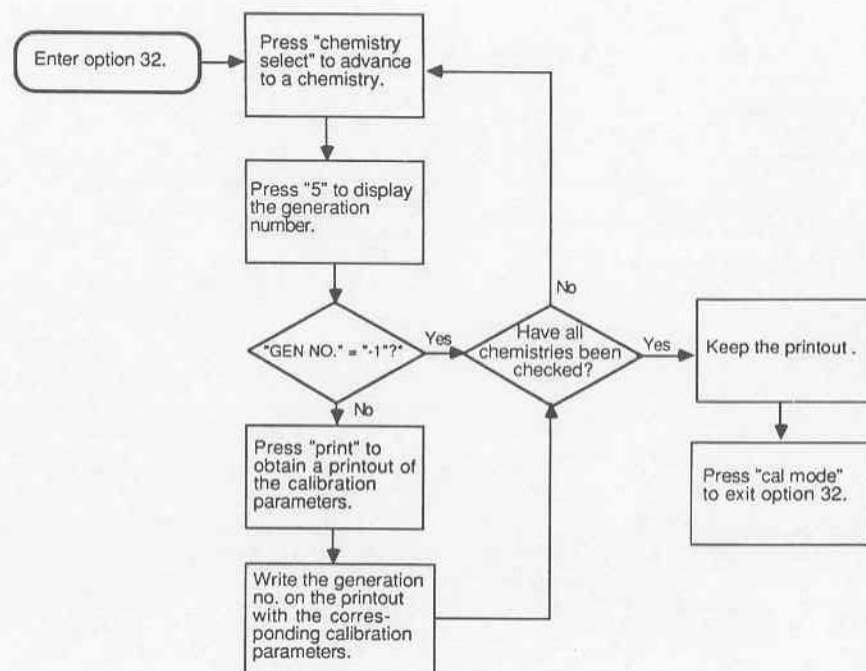 Enter option 32.
Press "chemistry
select" to advance
to a chemistry.
Press "5" to display
the generation
number.
"GEN NO." = "-1"?"
Yes
No
Have all
chemistries been
checked?
No
Yes
Keep the printout .
Press "cal mode"
to exit option 32.
Press "print" to
obtain a printout of
the calibration
parameters.
Write the generation
no. on the printout
with the corres-
ponding calibration
parameters.